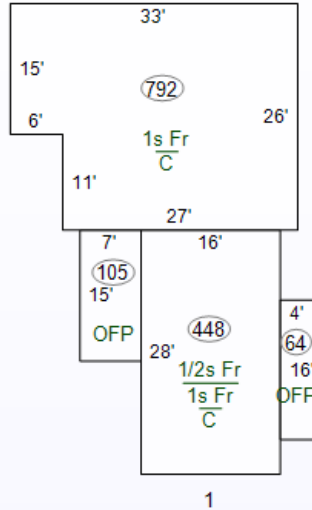 33'
15'
792
6'
26'
1s Fr
C
11'
27'
7'
16'
105
15'
4'
OFP
448
64
28'
1/2s Fr
16'
1s Fr
OFP
C
1